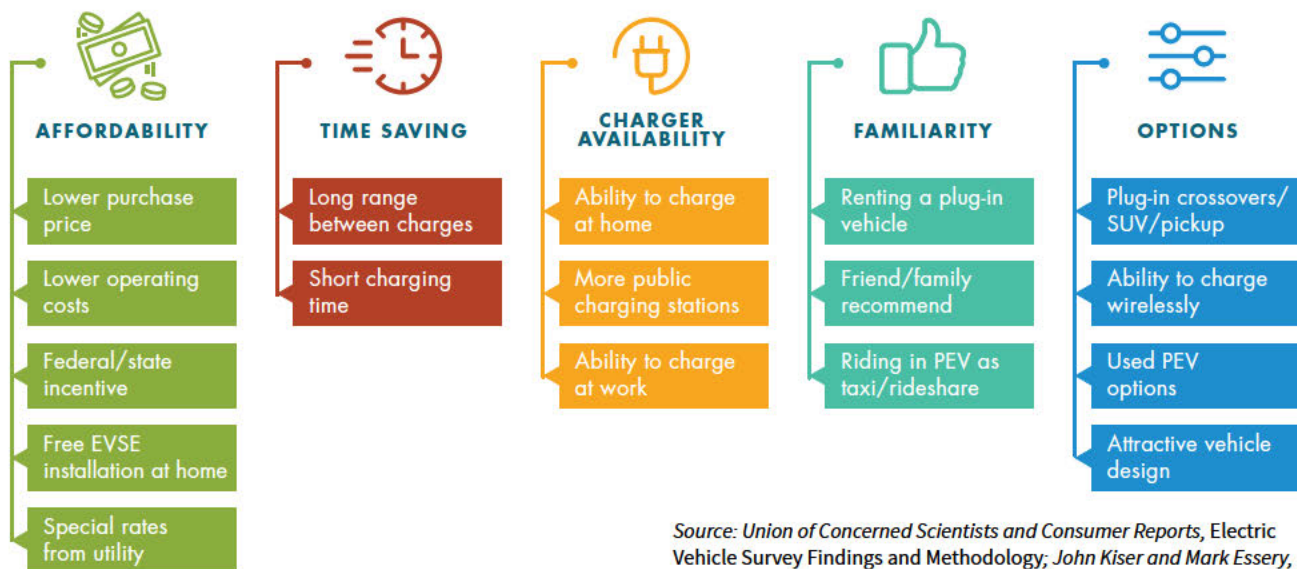 AFFORDABILITY
Lower purchase
price
Lower operating
costs
Federal/state
incentive
Free EVSE
installation at home
Special rates
from utility
TIME SAVING
Long range
between charges
Short charging
time
CHARGER
AVAILABILITY
Ability to charge
at home
More public
charging stations
Ability to charge
at work
FAMILIARITY
Renting a plug-in
vehicle
Friend/family
recommend
Riding in PEV as
taxi/rideshare
OPTIONS
Plug-in crossovers/
SUV/pickup
Ability to charge
wirelessly
Used PEV
options
Attractive vehicle
design
Source: Union of Concerned Scientists and Consumer Reports, Electric
Vehicle Survey Findings and Methodology; John Kiser and Mark Essery,